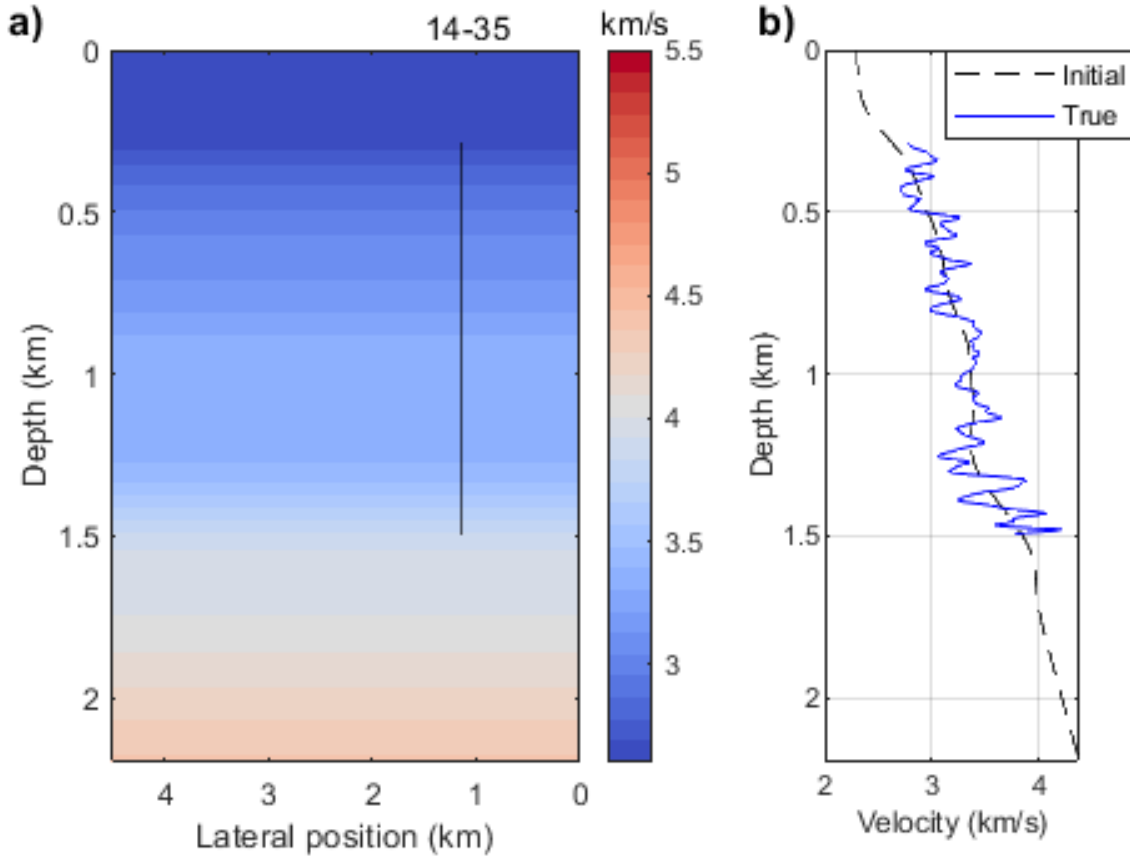 a)
14-35
km/s
0
0.5
1
1.5
2
Depth (km)
4
3
2
1
0
Lateral position (km)
5.5
5
4.5
4
3.5
3
b)
Initial
True
0
0.5
1
1.5
2
Depth (km)
2
3
4
Velocity (km/s)